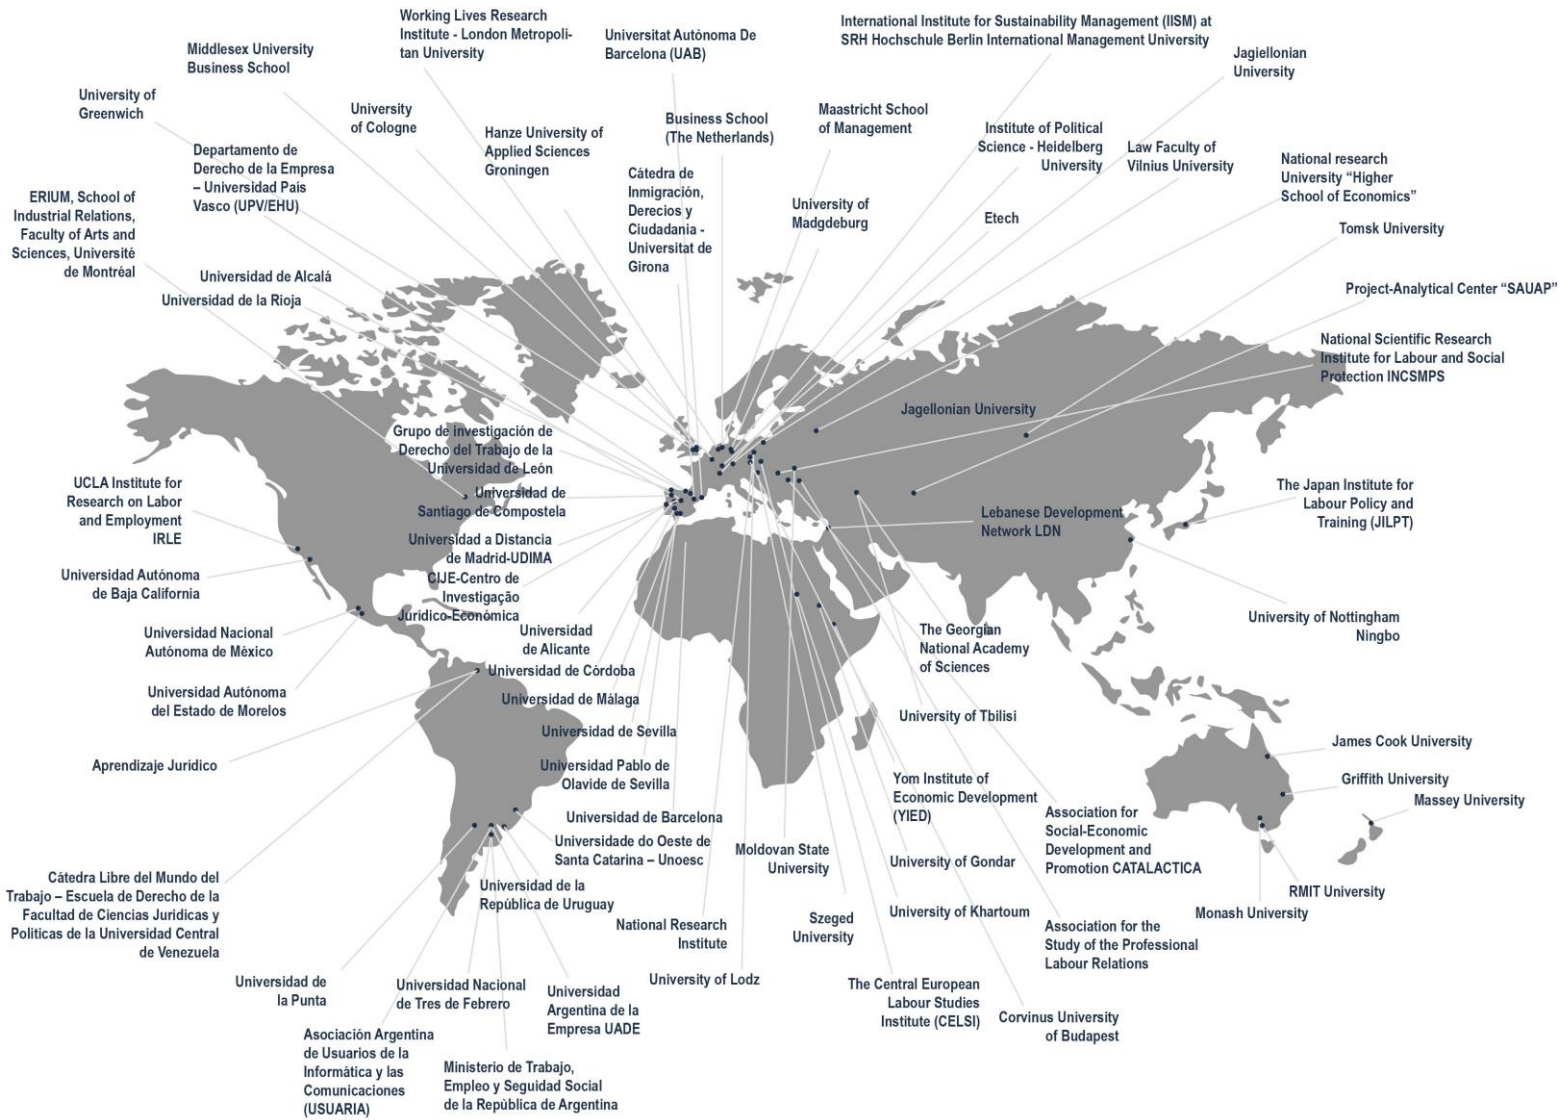 Working Lives Research
Institute - London Metropoli-
tan University
Universitat Autònoma De
Barcelona (UAB)
International Institute for Sustainability Management (IISM) at
SRH Hochschule Berlin International Management University
Middlesex University
Business School
Jagiellonian
University
University of
Greenwich
University
of Cologne
Hanze University of
Applied Sciences
Groningen
Business School
(The Netherlands)
Maastricht School
of Management
Institute of Political
Science - Heidelberg
University
Law Faculty of
Vilnius University
National research
University “Higher
School of Economics”
Departamento de
Derecho de la Empresa
– Universidad Pais
Vasco (UPV/EHU)
Cátedra de
Inmigración,
Derecios y
Ciudadania -
Universitat de
Girona
University of
Madgdeburg
Etech
Tomsk University
ERIUM, School of
Industrial Relations,
Faculty of Arts and
Sciences, Université
de Montréal
Universidad de Alcalá
Universidad de la Rioja
Project-Analytical Center “SAUAP”
National Scientific Research
Institute for Labour and Social
Protection INCSMPS
Jagellonian University
Grupo de investigación de
Derecho del Trabajo de la
Universidad de León
UCLA Institute for
Research on Labor
and Employment
IRLE
Universidad de
Santiago de Compostela
The Japan Institute for
Labour Policy and
Training (JILPT)
Lebanese Development
Network LDN
Universidad a Distancia
de Madrid-UDIMA
Universidad Autónoma
de Baja California
CIJE-Centro de
Investigação
Jurídico-Económica
University of Nottingham
Ningbo
Universidad Nacional
Autónoma de México
Universidad
de Alicante
The Georgian
National Academy
of Sciences
Universidad de Córdoba
Universidad Autónoma
del Estado de Morelos
Universidad de Málaga
University of Tbilisi
Universidad de Sevilla
James Cook University
Aprendizaje Jurídico
Universidad Pablo de
Olavide de Sevilla
Yom Institute of
Economic Development
(YIED)
Griffith University
Massey University
Universidad de Barcelona
Association for
Social-Economic
Development and
Promotion CATALACTICA
Universidade do Oeste de
Santa Catarina – Unoesc
Moldovan State
University
University of Gondar
Cátedra Libre del Mundo del
Trabajo – Escuela de Derecho de la
Facultad de Ciencias Juridicas y
Politicas de la Universidad Central
de Venezuela
Universidad de la
República de Uruguay
RMIT University
Monash University
National Research
Institute
Szeged
University
University of Khartoum
Association for the
Study of the Professional
Labour Relations
Universidad de
la Punta
Universidad Nacional
de Tres de Febrero
University of Lodz
Universidad
Argentina de la
Empresa UADE
The Central European
Labour Studies
Institute (CELSI)
Corvinus University
of Budapest
Asociación Argentina
de Usuarios de la
Informática y las
Comunicaciones
(USUARIA)
Ministerio de Trabajo,
Empleo y Seguidad Social
de la República de Argentina